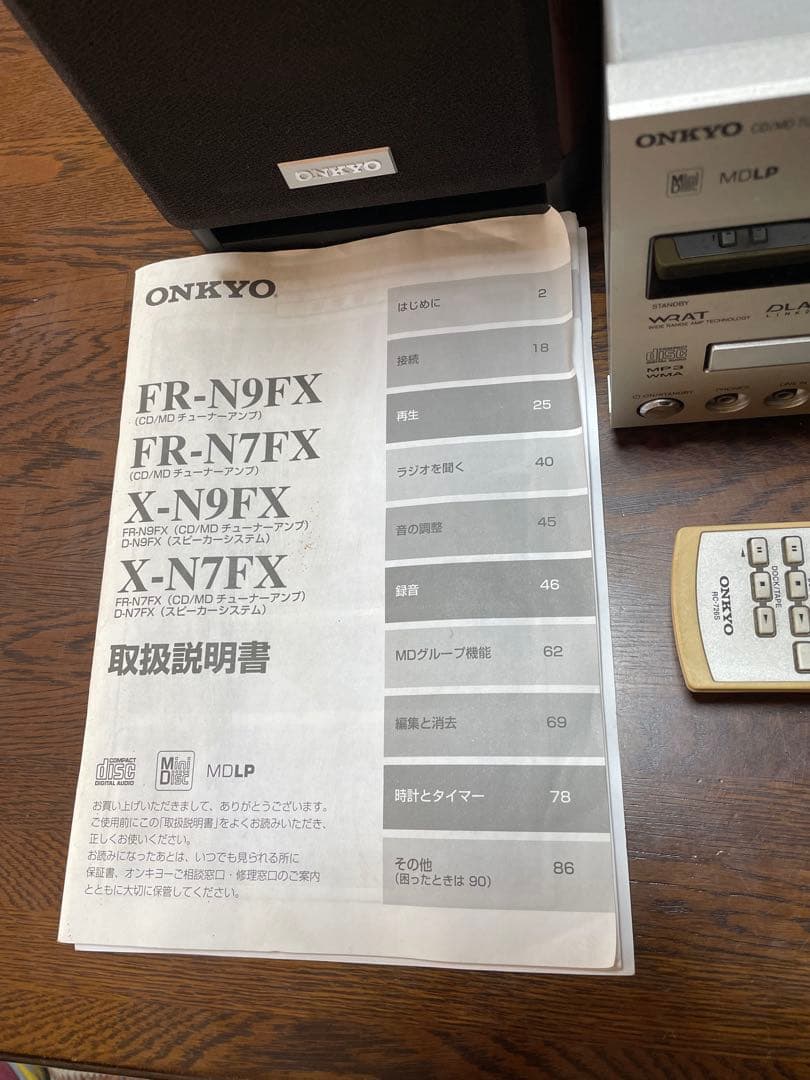 ONKYO
ONKYO CD/MD
Mini Disc MDLP
STANDBY
WRAT
WIDE RANGE AMP TECHNOLOGY
DLA
LINK
disc
MP3
WMA
ON/STANDBY PHONES LINE
ONKYO
FR-N9FX
(CD/MD チューナーアンプ)
FR-N7FX
(CD/MD チューナーアンプ)
X-N9FX
FR-N9FX (CD/MD チューナーアンプ)
D-N9FX (スピーカーシステム)
X-N7FX
FR-N7FX (CD/MD チューナーアンプ)
D-N7FX (スピーカーシステム)
取扱説明書
COMPACT
disc
DIGITAL AUDIO
Mini Disc
MDLP
お買い上げいただきまして、ありがとうございます。
ご使用前にこの「取扱説明書」をよくお読みいただき、
正しくお使いください。
お読みになったあとは、いつでも見られる所に
保証書、オンキヨーご相談窓口・修理窓口のご案内
とともに大切に保管してください。
はじめに 2
接続 18
再生 25
ラジオを聞く 40
音の調整 45
録音 46
MDグループ機能 62
編集と消去 69
時計とタイマー 78
その他 86
(困ったときは 90)
DOCK/TAPE
ONKYO
RC-726S